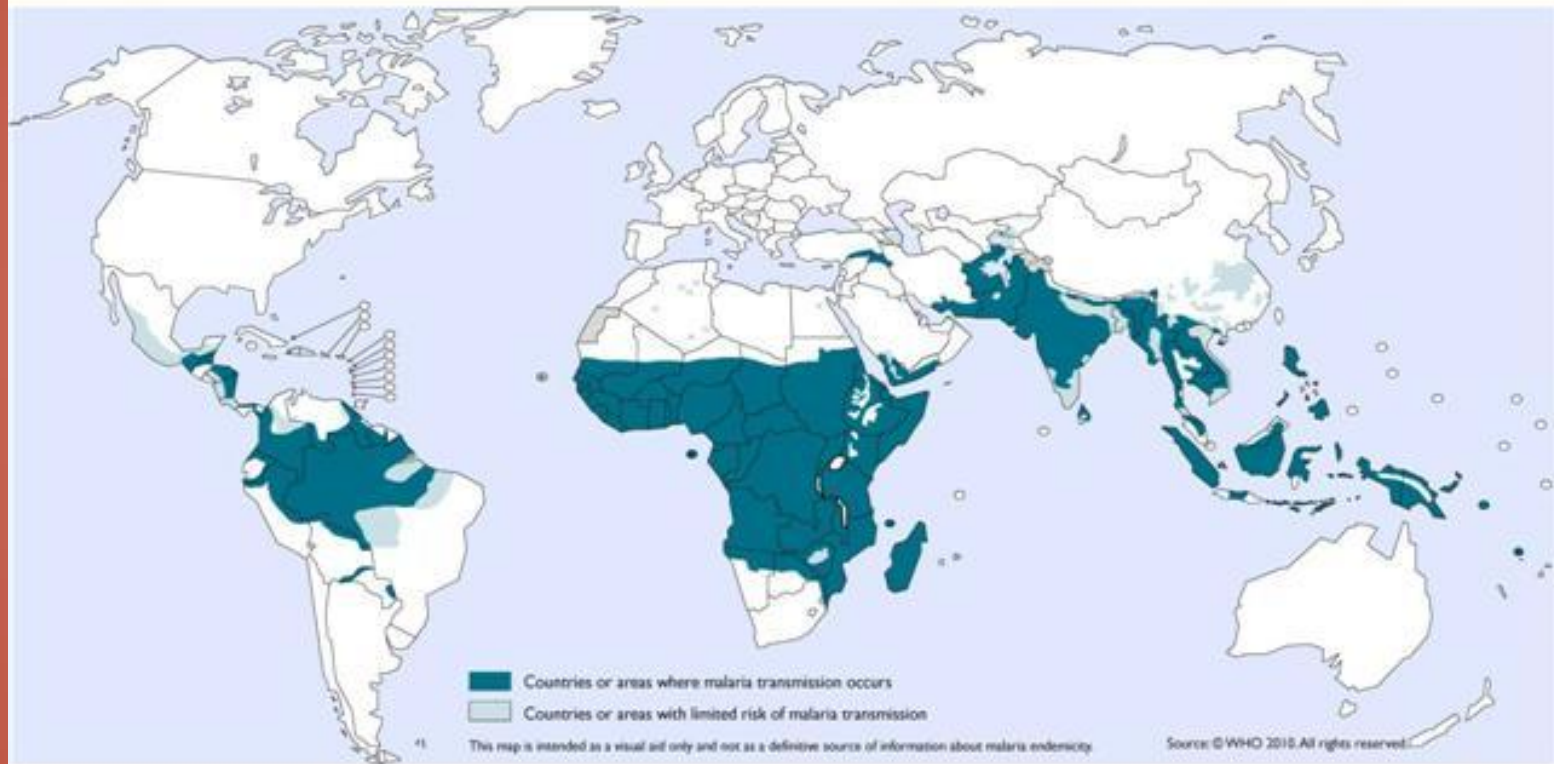 Countries or areas where malaria transmission occurs
Countries or areas with limited risk of malaria transmission
This map is intended as a visual aid only and not as a definitive source of information about malaria endemicity.
Source: © WHO 2010. All rights reserved.